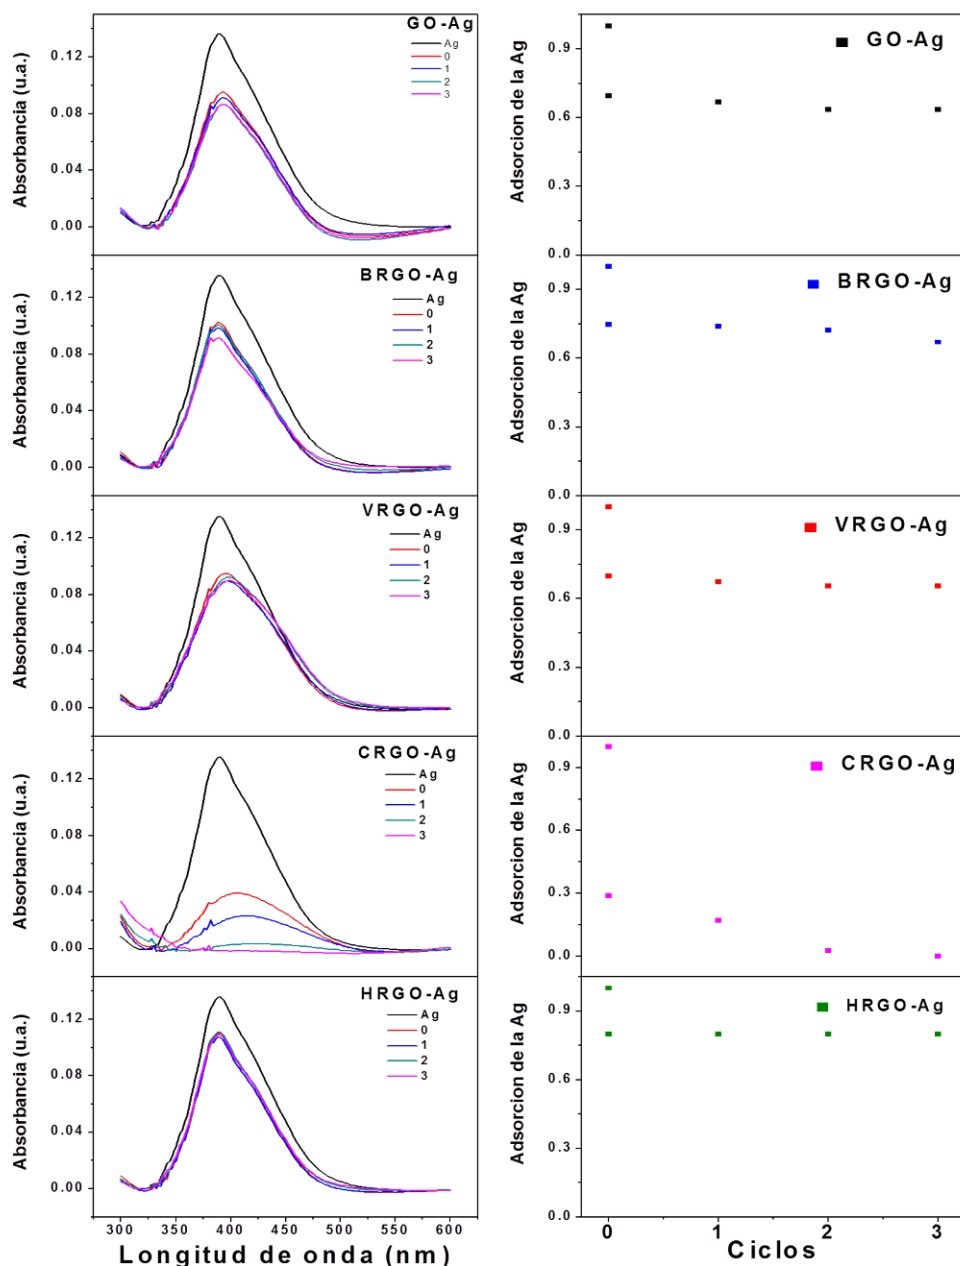 GO-Ag
Absorbancia (u.a.)
0.12
0.08
0.04
0.00
Ag
0
1
2
3
Adsorcion de la Ag
0.9
0.6
0.3
0.0
GO-Ag
BRGO-Ag
Absorbancia (u.a.)
0.12
0.08
0.04
0.00
Ag
0
1
2
3
Adsorcion de la Ag
0.9
0.6
0.3
0.0
BRGO-Ag
VRGO-Ag
Absorbancia (u.a.)
0.12
0.08
0.04
0.00
Ag
0
1
2
3
Adsorcion de la Ag
0.9
0.6
0.3
0.0
VRGO-Ag
CRGO-Ag
Absorbancia (u.a.)
0.12
0.08
0.04
0.00
Ag
0
1
2
3
Adsorcion de la Ag
0.9
0.6
0.3
0.0
CRGO-Ag
HRGO-Ag
Absorbancia (u.a.)
0.12
0.08
0.04
0.00
Ag
0
1
2
3
300 350 400 450 500 550 600
Longitud de onda (nm)
Adsorcion de la Ag
0.9
0.6
0.3
0.0
HRGO-Ag
0 1 2 3
Ciclos